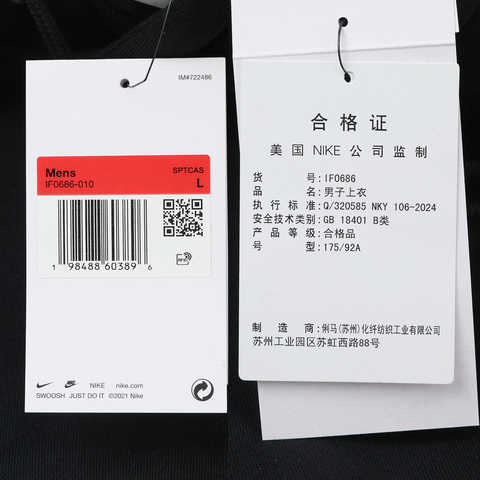 IM#722486
Mens
SPTCAS
IF0686-010
L
1 98488 60389 6
RFID
NIKE nike.com
SWOOSH JUST DO IT ©2021 Nike
合格证
美国 NIKE 公司监制
货号:IF0686
品名:男子上衣
执行标准:Q/320585 NKY 106-2024
安全技术类别:GB 18401 B类
产品等级:合格品
号型:175/92A
制造商:俐马(苏州)化纤纺织工业有限公司
苏州工业园区苏虹西路88号